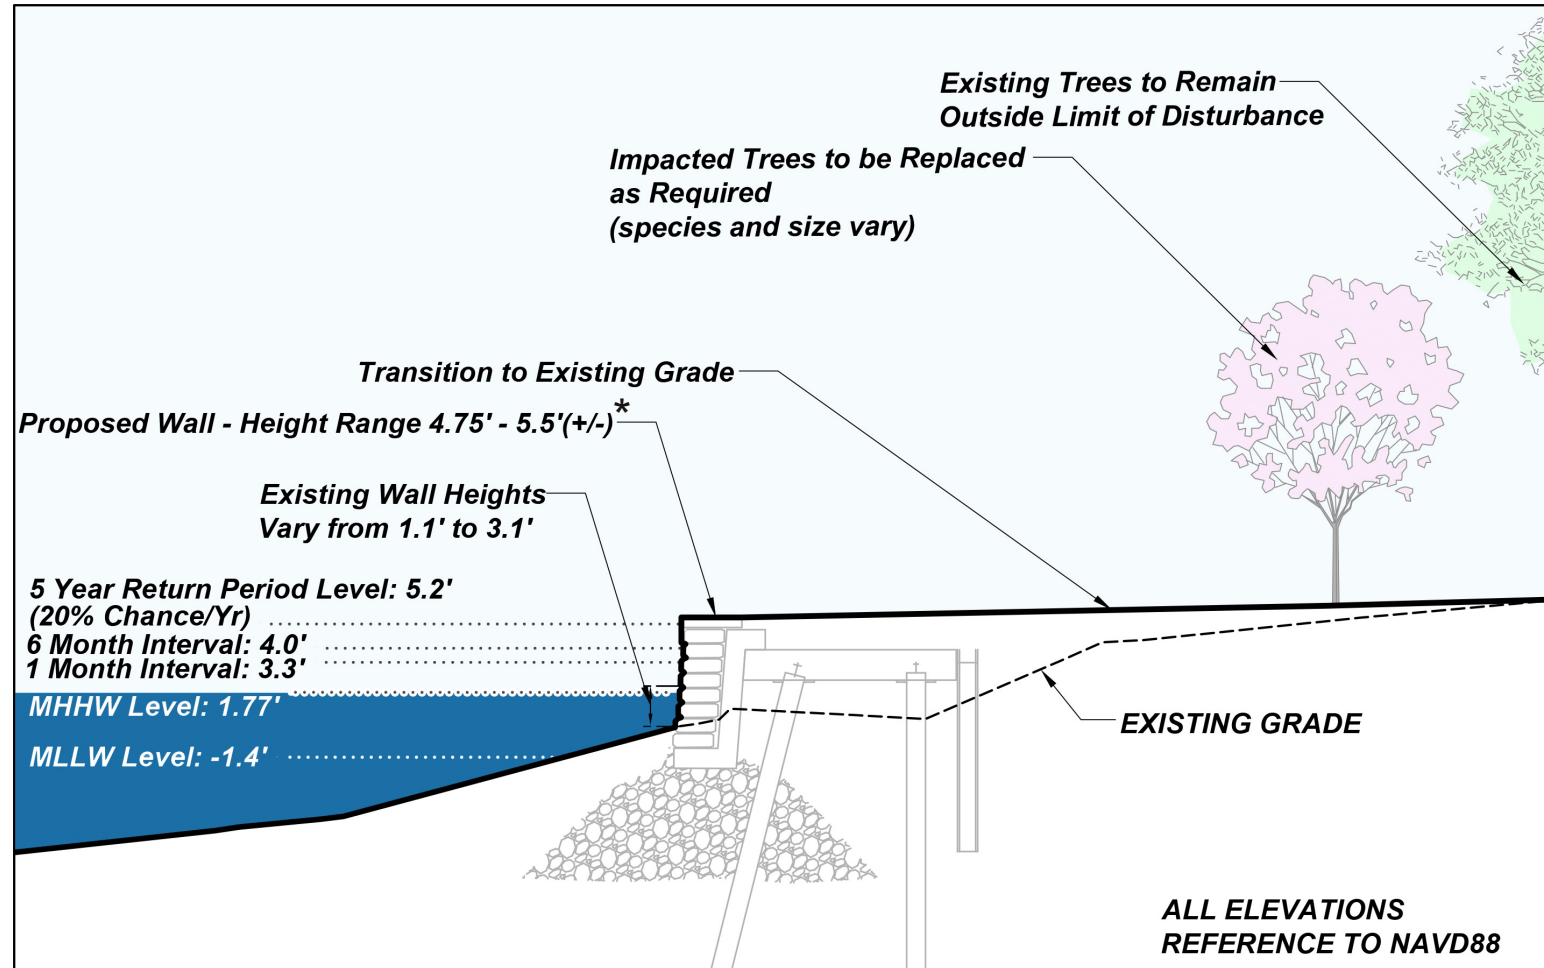 Existing Trees to Remain
Outside Limit of Disturbance
Impacted Trees to be Replaced
as Required
(species and size vary)
Transition to Existing Grade
Proposed Wall - Height Range 4.75' - 5.5'(+/-)*
Existing Wall Heights
Vary from 1.1' to 3.1'
5 Year Return Period Level: 5.2'
(20% Chance/Yr)
6 Month Interval: 4.0'
1 Month Interval: 3.3'
MHHW Level: 1.77'
EXISTING GRADE
MLLW Level: -1.4'
ALL ELEVATIONS
REFERENCE TO NAVD88